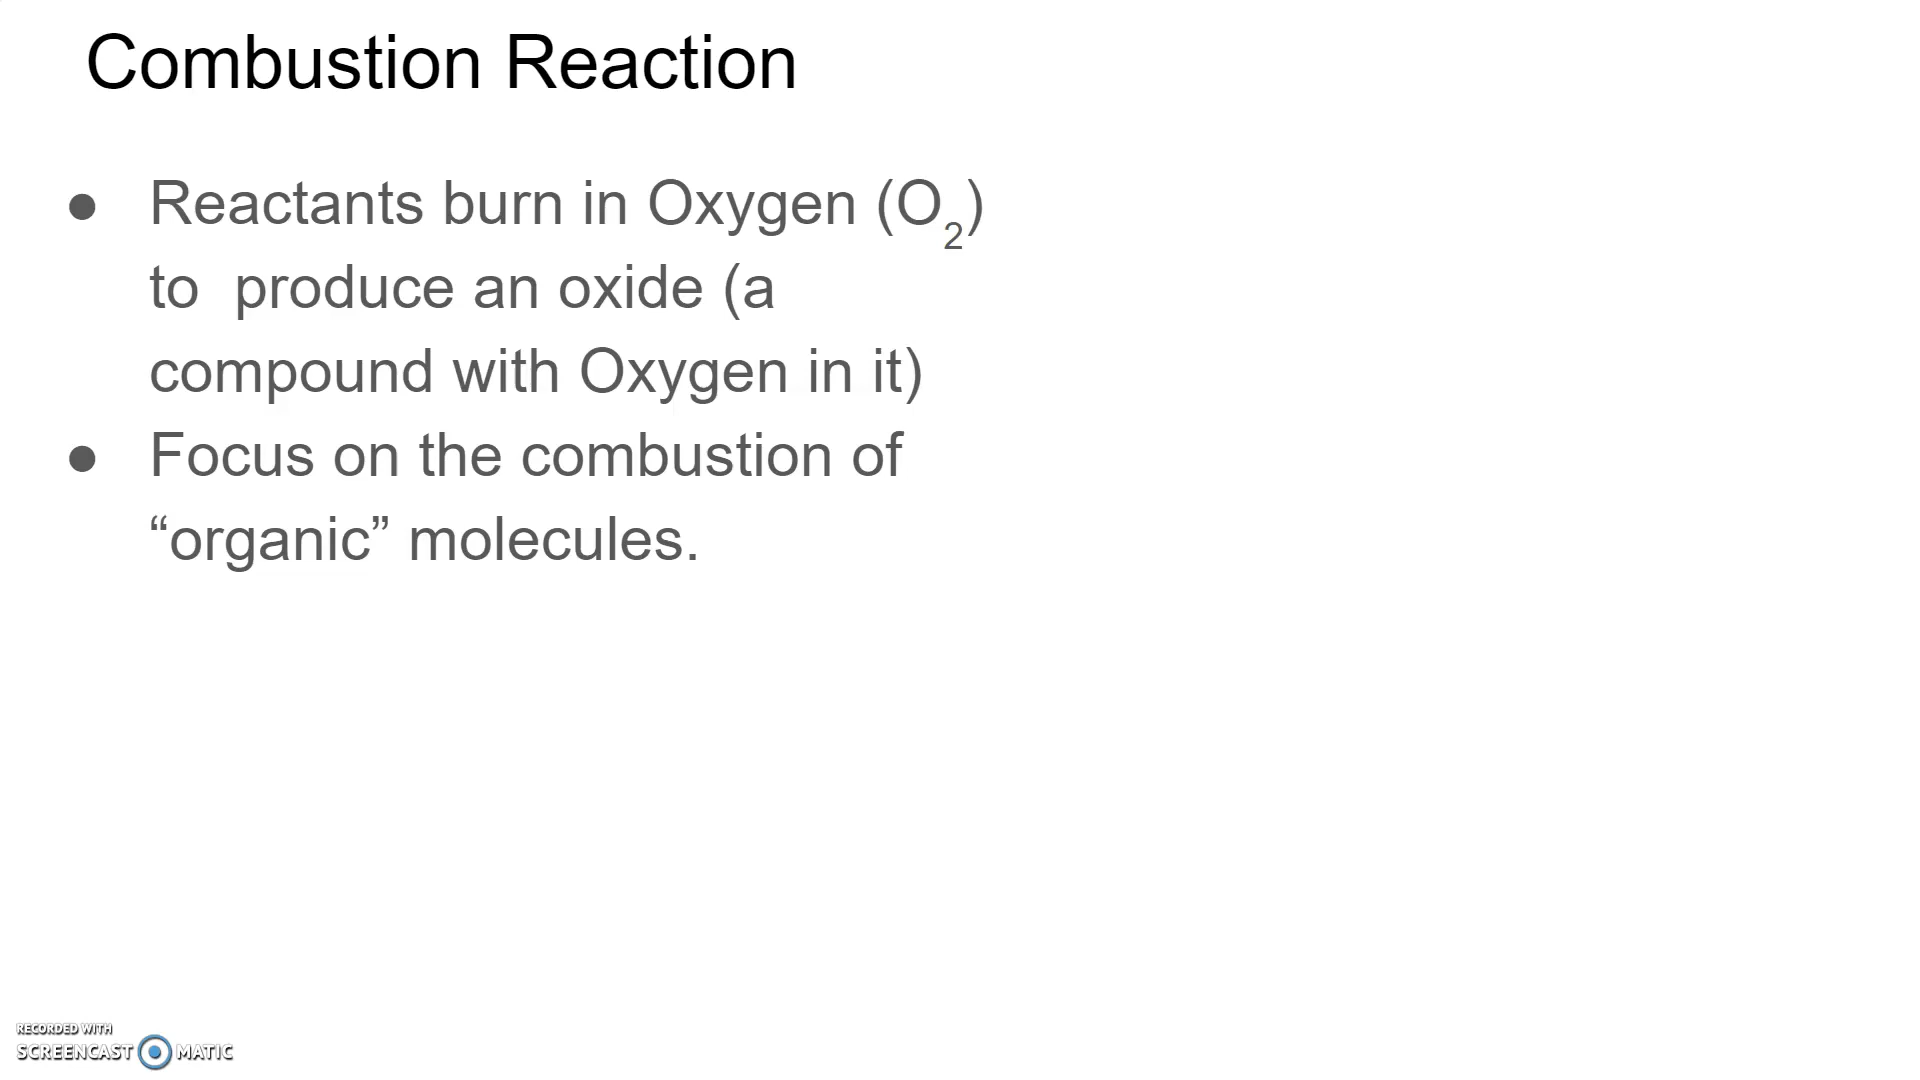 Combustion Reaction
● Reactants burn in Oxygen (O₂)
to  produce an oxide (a
compound with Oxygen in it)
● Focus on the combustion of
“organic” molecules.
RECORDED WITH
SCREENCAST MATIC